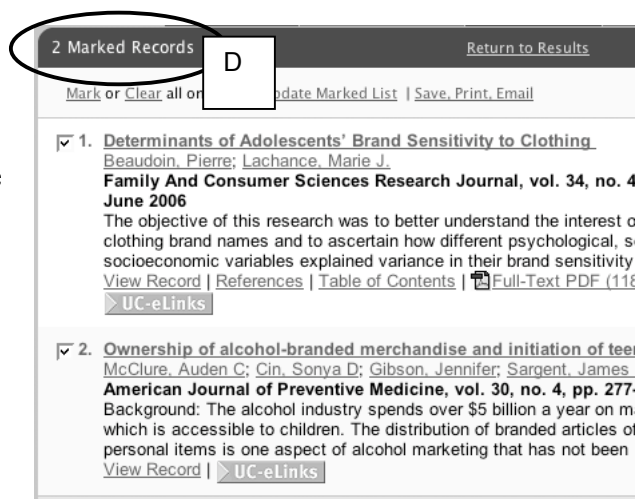 2 Marked Records
D
Return to Results
Mark or Clear all on
pdate Marked List | Save, Print, Email
1. Determinants of Adolescents' Brand Sensitivity to Clothing
Beaudoin, Pierre; Lachance, Marie J.
Family And Consumer Sciences Research Journal, vol. 34, no. 4
June 2006
The objective of this research was to better understand the interest o
clothing brand names and to ascertain how different psychological, s
socioeconomic variables explained variance in their brand sensitivity
View Record | References | Table of Contents | Full-Text PDF (118
UC-eLinks
2. Ownership of alcohol-branded merchandise and initiation of teen
McClure, Auden C; Cin, Sonya D; Gibson, Jennifer; Sargent, James
American Journal of Preventive Medicine, vol. 30, no. 4, pp. 277-
Background: The alcohol industry spends over $5 billion a year on ma
which is accessible to children. The distribution of branded articles of
personal items is one aspect of alcohol marketing that has not been
View Record | UC-eLinks